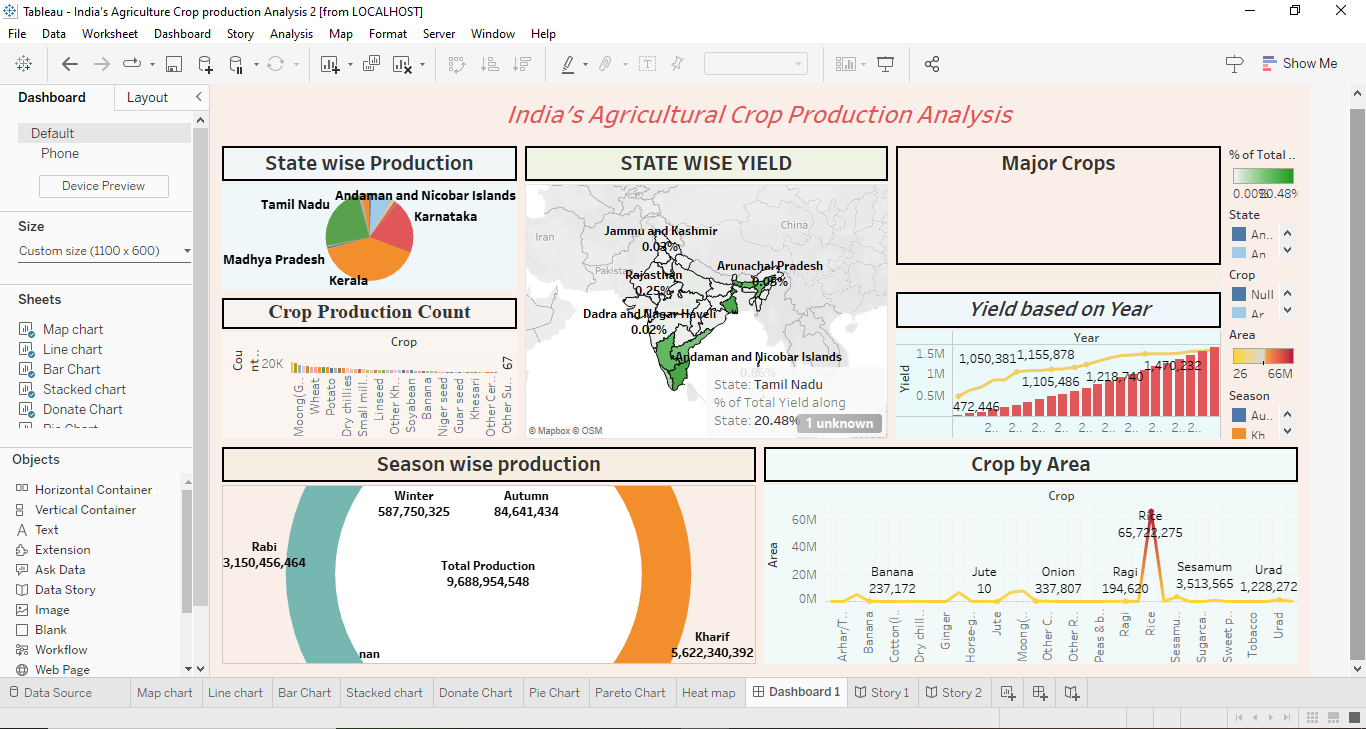 Tableau - India's Agriculture Crop production Analysis 2 [from LOCALHOST]
File Data Worksheet Dashboard Story Analysis Map Format Server Window Help
Show Me
Dashboard Layout
Default
Phone
Device Preview
Size
Custom size (1100 x 600)
Sheets
Map chart
Line chart
Bar Chart
Stacked chart
Donate Chart
Objects
Horizontal Container
Vertical Container
Text
Extension
Ask Data
Data Story
Image
Blank
Workflow
Web Page
India's Agricultural Crop Production Analysis
State wise Production
Andaman and Nicobar Islands
Tamil Nadu
Karnataka
Madhya Pradesh
Kerala
STATE WISE YIELD
Iran
China
Pakist
Jammu and Kashmir
0.03%
Arunachal Pradesh
0.05%
Rajasthan
0.25%
Dadra and Nagar Haveli
0.02%
Andaman and Nicobar Islands
0.86%
State: Tamil Nadu
% of Total Yield along
State: 20.48%
1 unknown
© Mapbox © OSM
Major Crops
% of Total ..
0.00% 20.48%
State
An..
An
Crop
Null
Ar
Area
26 66M
Season
Au..
Kh
Crop Production Count
Crop
Cou
nt..
20K
67
Moong(G..
Wheat
Potato
Dry chillies
Small mill..
Linseed
Other Kh..
Soyabean
Banana
Niger seed
Guar seed
Khesari
Other Cer..
Other Su..
Yield based on Year
Year
Yield
1.5M
1M
0.5M
1,050,381
1,155,878
1,105,486
1,218,740
1,470,232
472,446
2.. 2.. 2.. 2.. 2.. 2.. 2.. 2.. 2..
Season wise production
Winter
587,750,325
Autumn
84,641,434
Rabi
3,150,456,464
Total Production
9,688,954,548
Kharif
5,622,340,392
nan
Crop by Area
Crop
Area
60M
40M
20M
0M
Rice
65,722,275
Banana
237,172
Jute
10
Onion
337,807
Ragi
194,620
Sesamum
3,513,565
Urad
1,228,272
Arhar/T..
Banana
Cotton(l..
Dry chill..
Ginger
Horse-g..
Jute
Moong(..
Other C..
Other R..
Peas & b..
Ragi
Rice
Sesamu..
Sugarca..
Sweet p..
Tobacco
Urad
Data Source Map chart Line chart Bar Chart Stacked chart Donate Chart Pie Chart Pareto Chart Heat map Dashboard 1 Story 1 Story 2